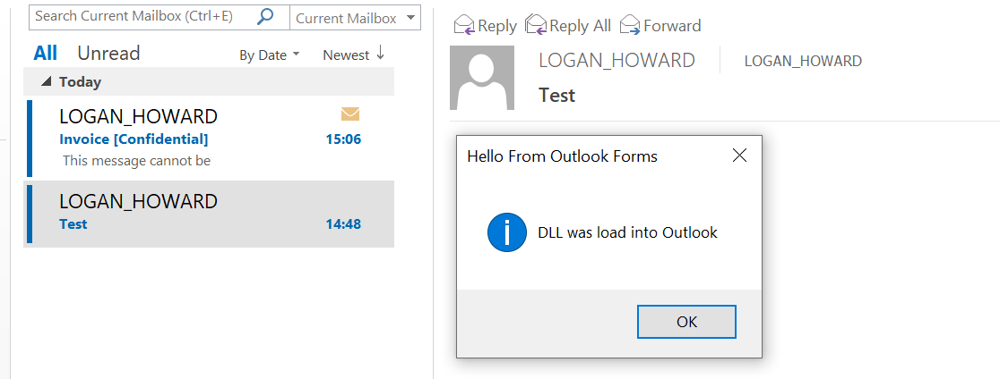 Search Current Mailbox (Ctrl+E)
Current Mailbox
All Unread By Date Newest
Today
LOGAN_HOWARD
Invoice [Confidential] 15:06
This message cannot be
LOGAN_HOWARD
Test 14:48
Reply Reply All Forward
LOGAN_HOWARD LOGAN_HOWARD
Test
Hello From Outlook Forms
DLL was load into Outlook
OK